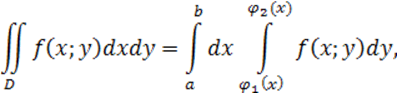 ∬_D f(x; y)dxdy = ∫_a^b dx ∫_{φ₁(x)}^{φ₂(x)} f(x; y)dy,